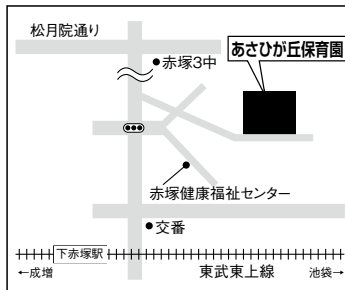 松月院通り
赤塚3中
あさひが丘保育園
赤塚健康福祉センター
交番
下赤塚駅
←成増
東武東上線
池袋→